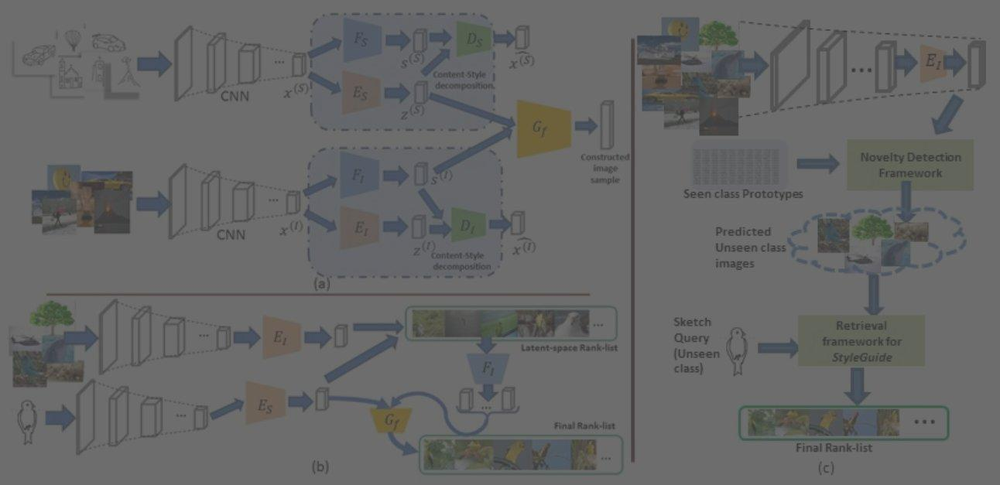 F_S
s^(S)
D_S
x̂^(S)
CNN
x^(S)
Content-Style
decomposition
E_S
z^(S)
G_f
Constructed
image
sample
F_I
s^(I)
CNN
x^(I)
E_I
z^(I)
D_I
x̂^(I)
Content-Style
decomposition
(a)
E_I
...
Latent-space Rank-list
F_I
...
E_S
G_f
Final Rank-list
...
(b)
E_I
Novelty Detection
Framework
Seen class Prototypes
Predicted
Unseen class
images
Sketch
Query
(Unseen
class)
Retrieval
framework for
StyleGuide
...
Final Rank-list
(c)